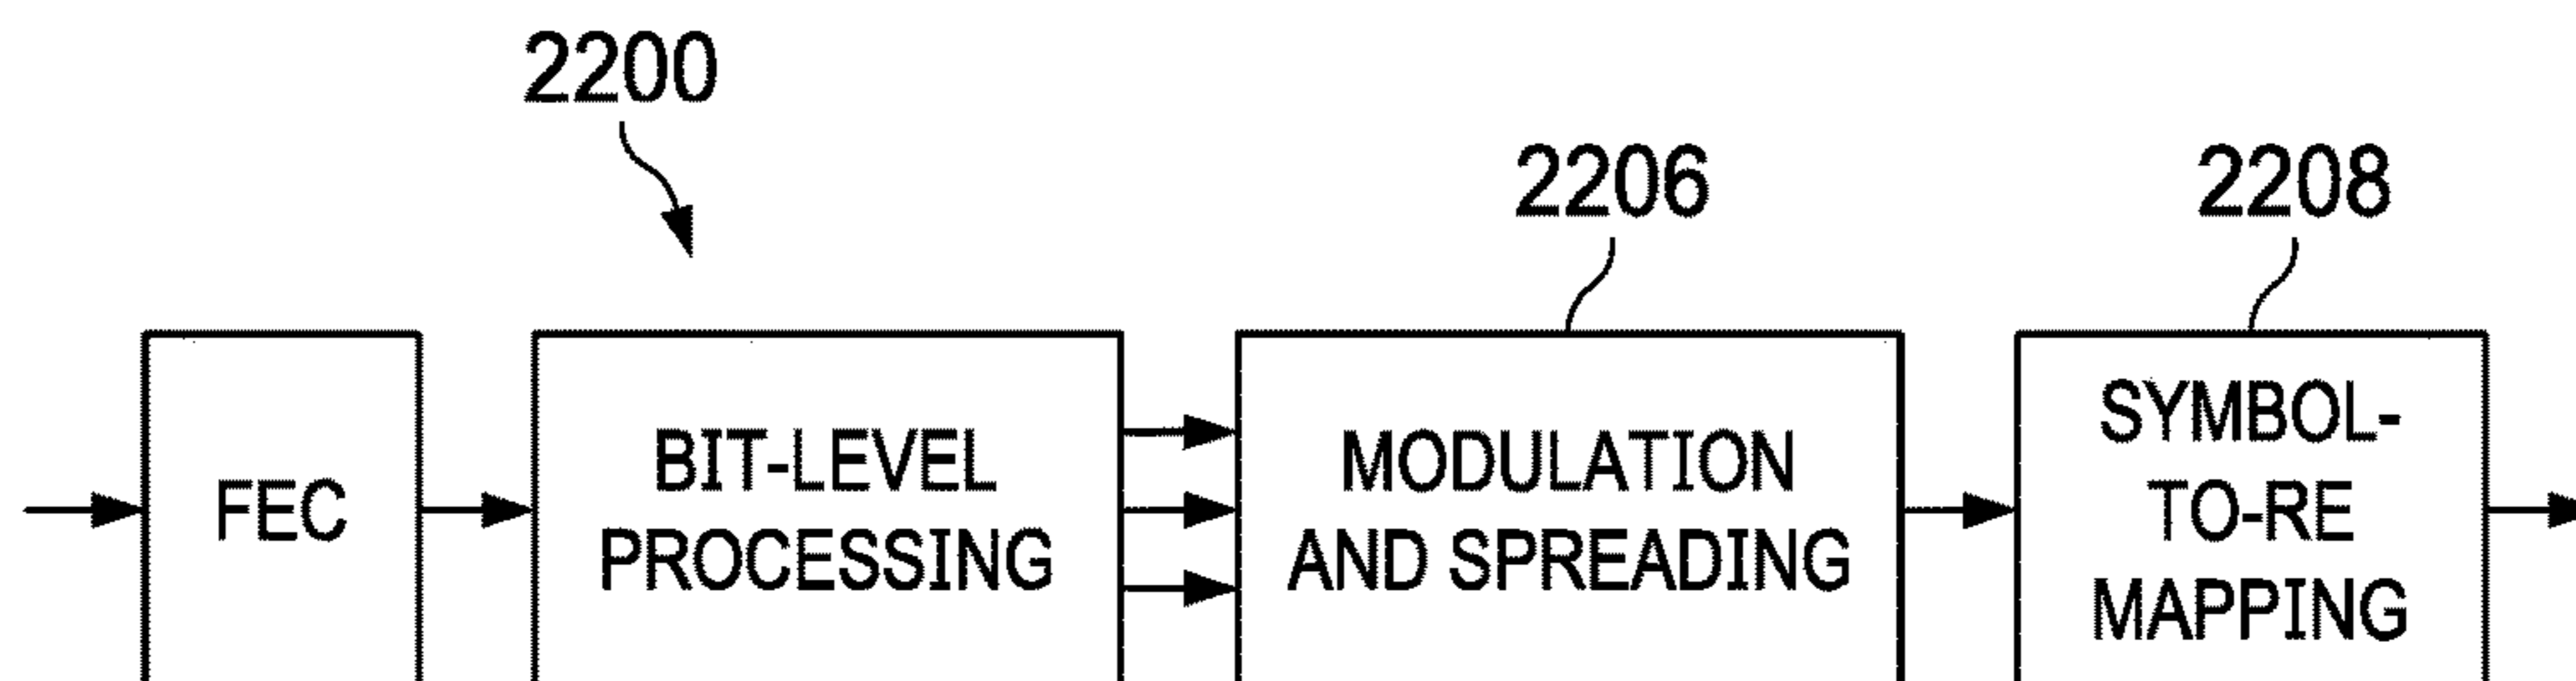 2200
2206
2208
FEC
BIT-LEVEL
PROCESSING
MODULATION
AND SPREADING
SYMBOL-
TO-RE
MAPPING